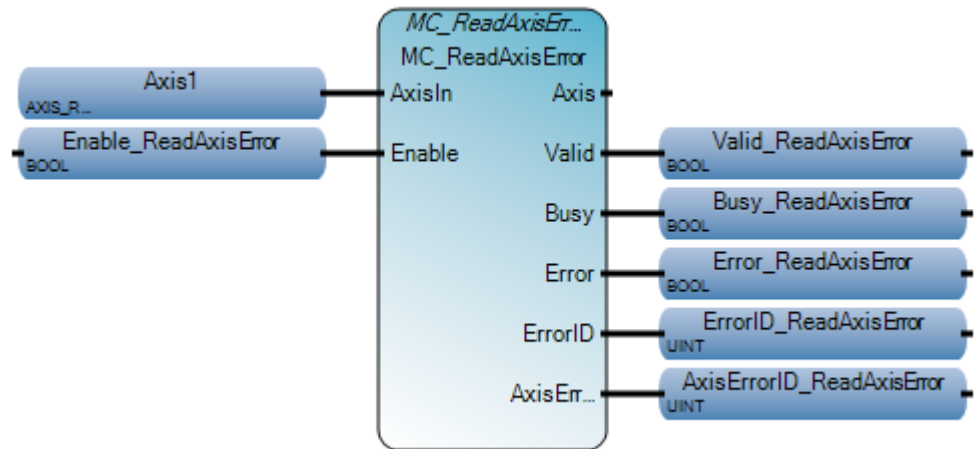 MC_ReadAxisErr...
MC_ReadAxisError
Axis1
AXIS_R...
AxisIn
Axis
Enable_ReadAxisError
BOOL
Enable
Valid
Valid_ReadAxisError
BOOL
Busy
Busy_ReadAxisError
BOOL
Error
Error_ReadAxisError
BOOL
ErrorID
ErrorID_ReadAxisError
UINT
AxisErr...
AxisErrorID_ReadAxisError
UINT